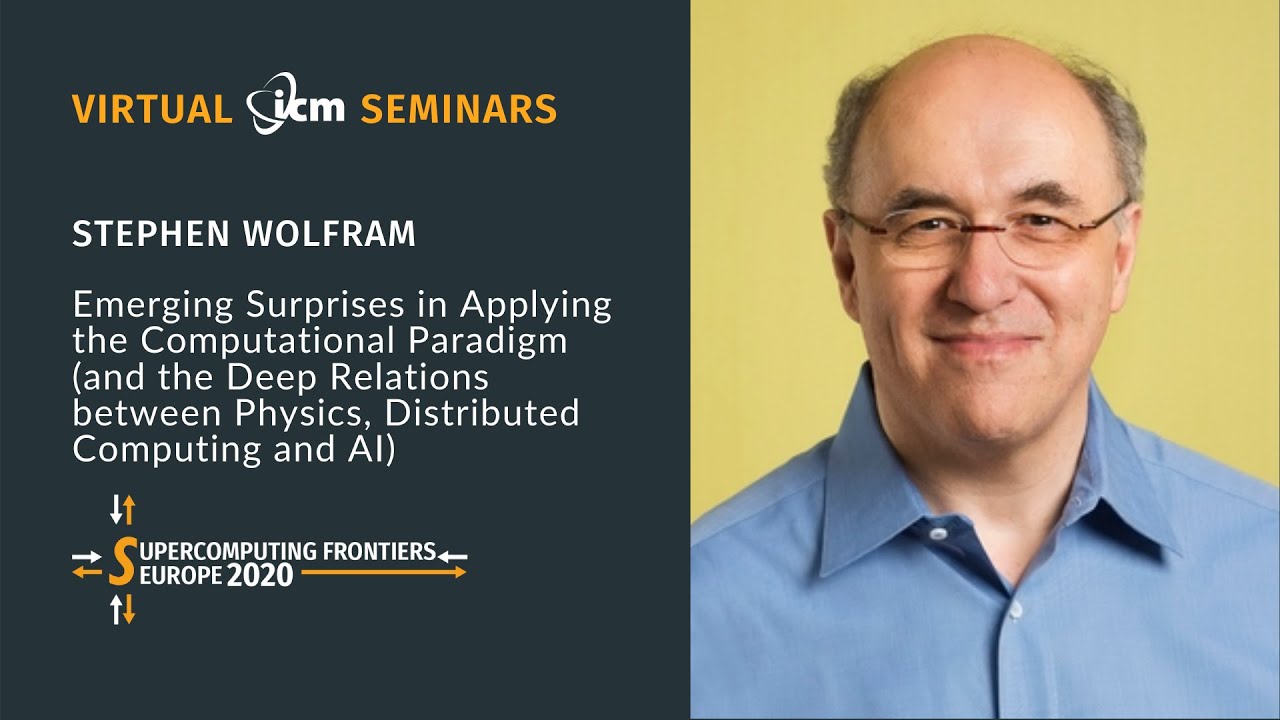 VIRTUAL icm SEMINARS
STEPHEN WOLFRAM
Emerging Surprises in Applying
the Computational Paradigm
(and the Deep Relations
between Physics, Distributed
Computing and AI)
SUPERCOMPUTING FRONTIERS
EUROPE 2020